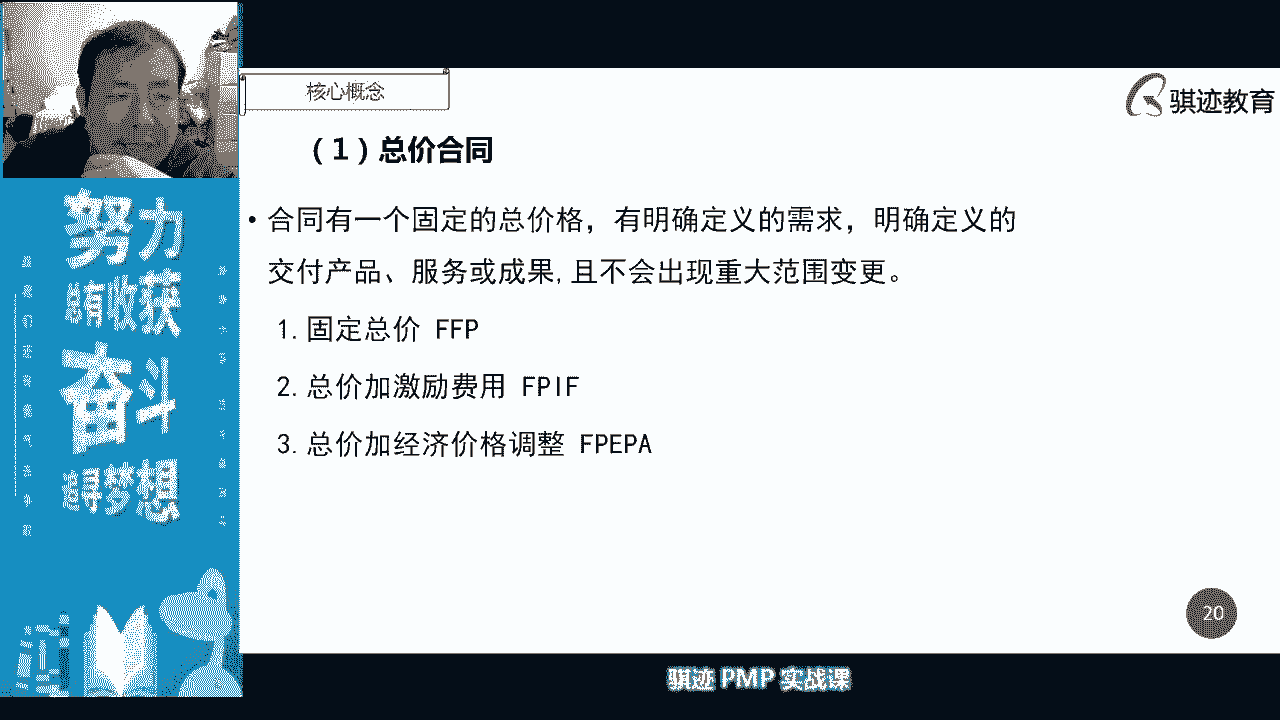 核心概念
骐迹教育
（1）总价合同
• 合同有一个固定的总价格，有明确定义的需求，明确定义的
交付产品、服务或成果,且不会出现重大范围变更。
1.固定总价 FFP
2.总价加激励费用 FPIF
3.总价加经济价格调整 FPEPA
努力
总有收获
奋斗
追寻梦想
20
骐迹 PMP 实战课